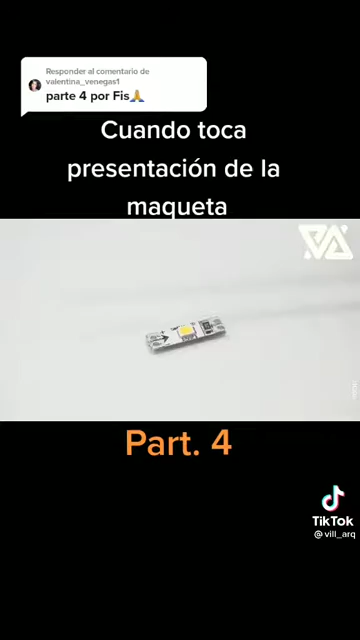 Responder al comentario de
valentina_venegas1
parte 4 por Fis🙏
Cuando toca
presentación de la
maqueta
Part. 4
TikTok
@vill_arq